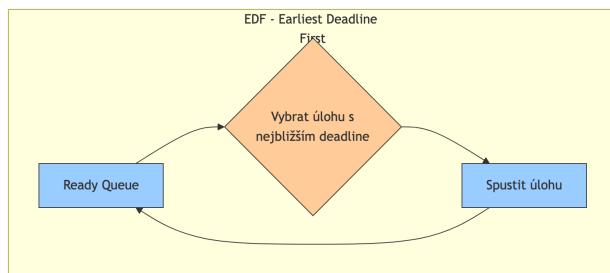 EDF - Earliest Deadline
First
Vybrat úlohu s
nejbližším deadline
Ready Queue
Spustit úlohu